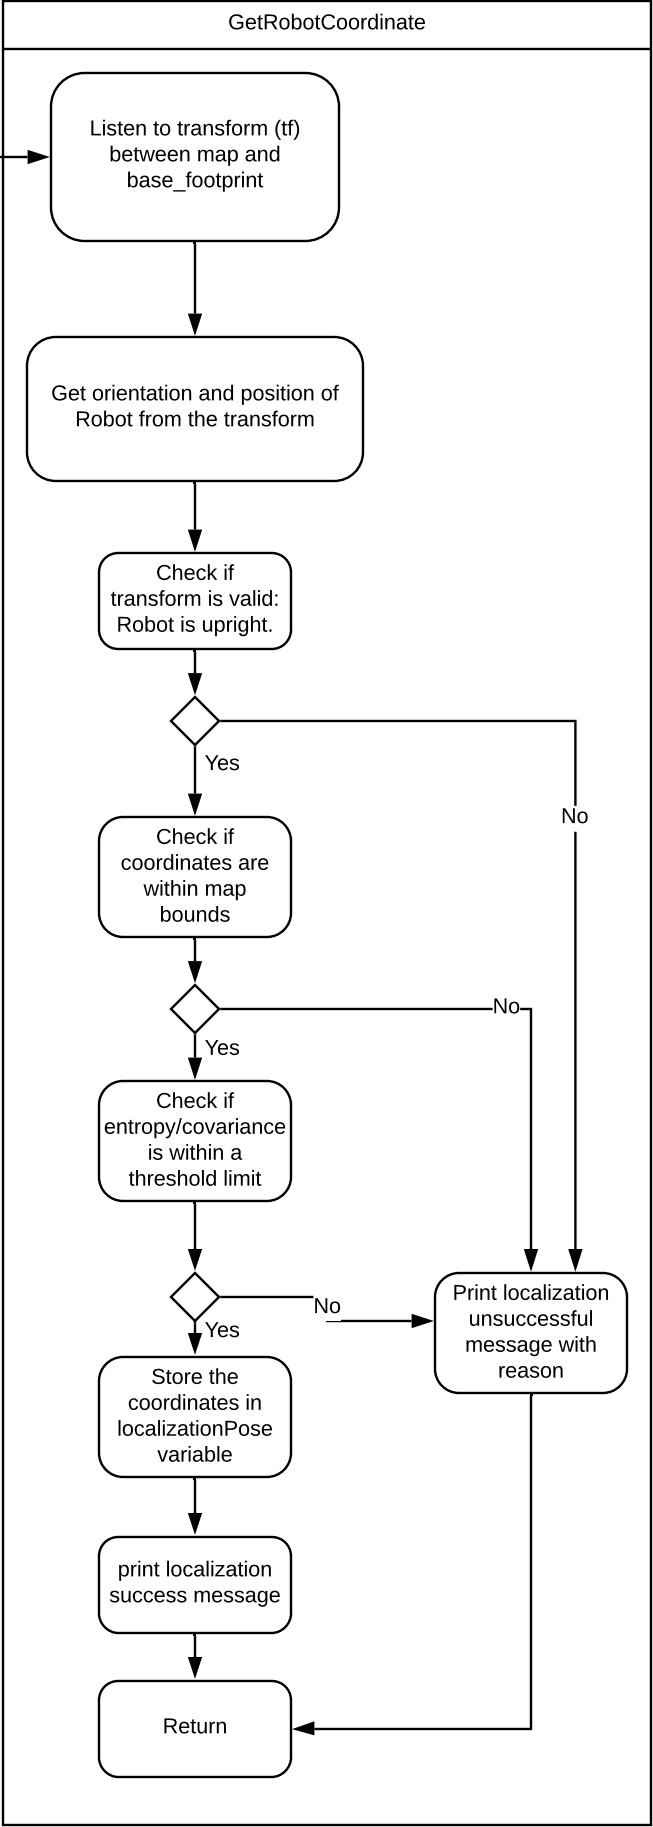 GetRobotCoordinate
Listen to transform (tf)
between map and
base_footprint
Get orientation and position of
Robot from the transform
Check if
transform is valid:
Robot is upright.
Yes
No
Check if
coordinates are
within map
bounds
No
Yes
Check if
entropy/covariance
is within a
threshold limit
No
Yes
Print localization
unsuccessful
message with
reason
Store the
coordinates in
localizationPose
variable
print localization
success message
Return